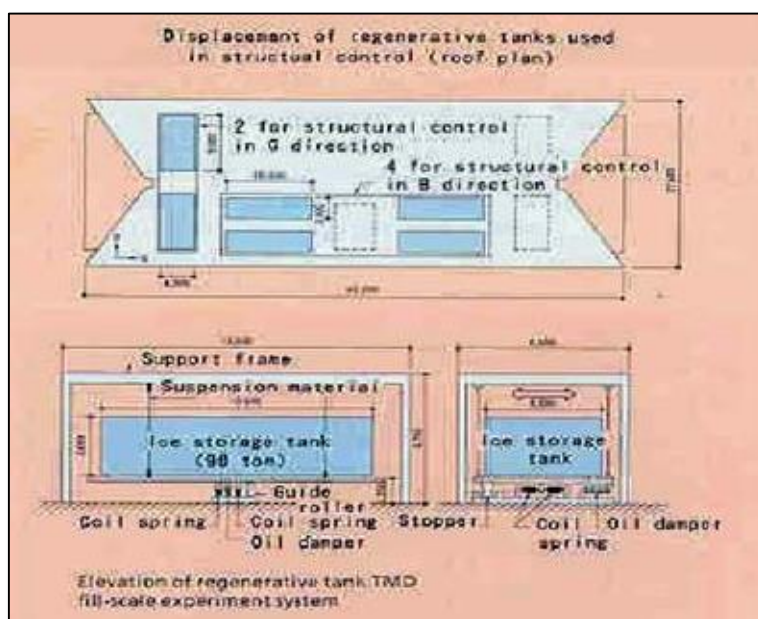 Displacement of regenerative tanks used
in structual control (roof plan)
2 for structural control
in G direction
4 for structural control
in B direction
Support frame
Suspension material
Ice storage tank
(90 ton)
Ice storage
tank
Guide
roller
Coil spring
Coil spring
Oil damper
Stopper
Coil
spring
Oil damper
Elevation of regenerative tank TMD
fill-scale experiment system